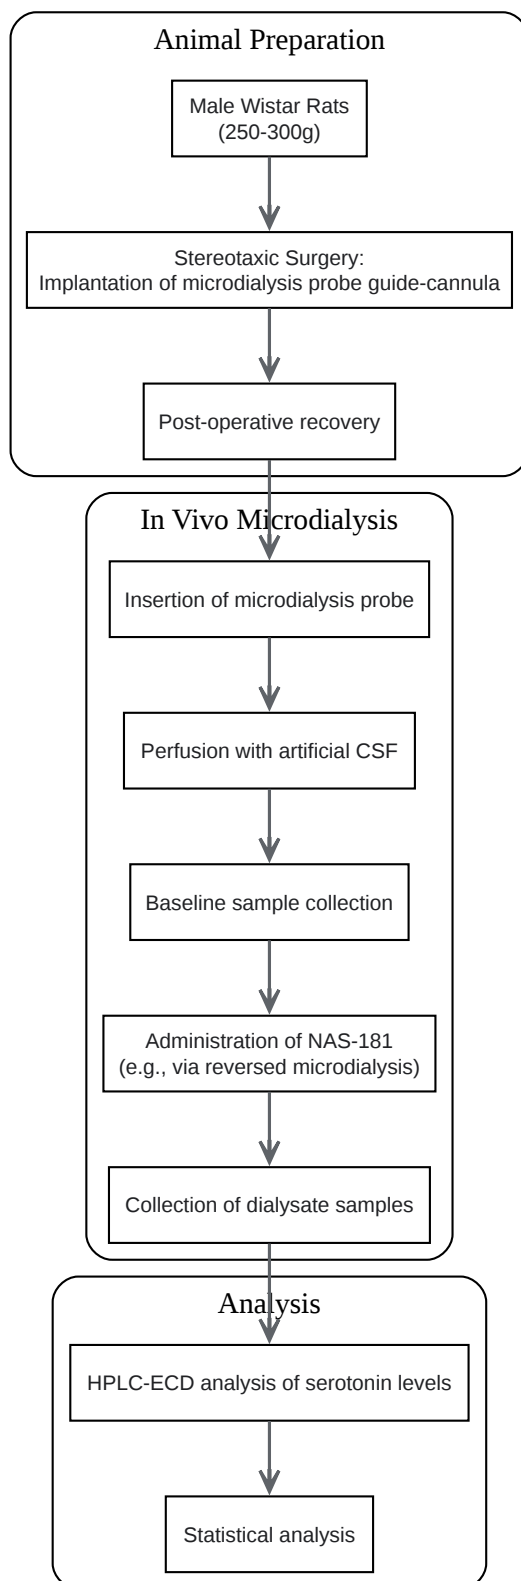 Animal Preparation
Male Wistar Rats
(250-300g)
Stereotaxic Surgery:
Implantation of microdialysis probe guide-cannula
Post-operative recovery
In Vivo Microdialysis
Insertion of microdialysis probe
Perfusion with artificial CSF
Baseline sample collection
Administration of NAS-181
(e.g., via reversed microdialysis)
Collection of dialysate samples
Analysis
HPLC-ECD analysis of serotonin levels
Statistical analysis